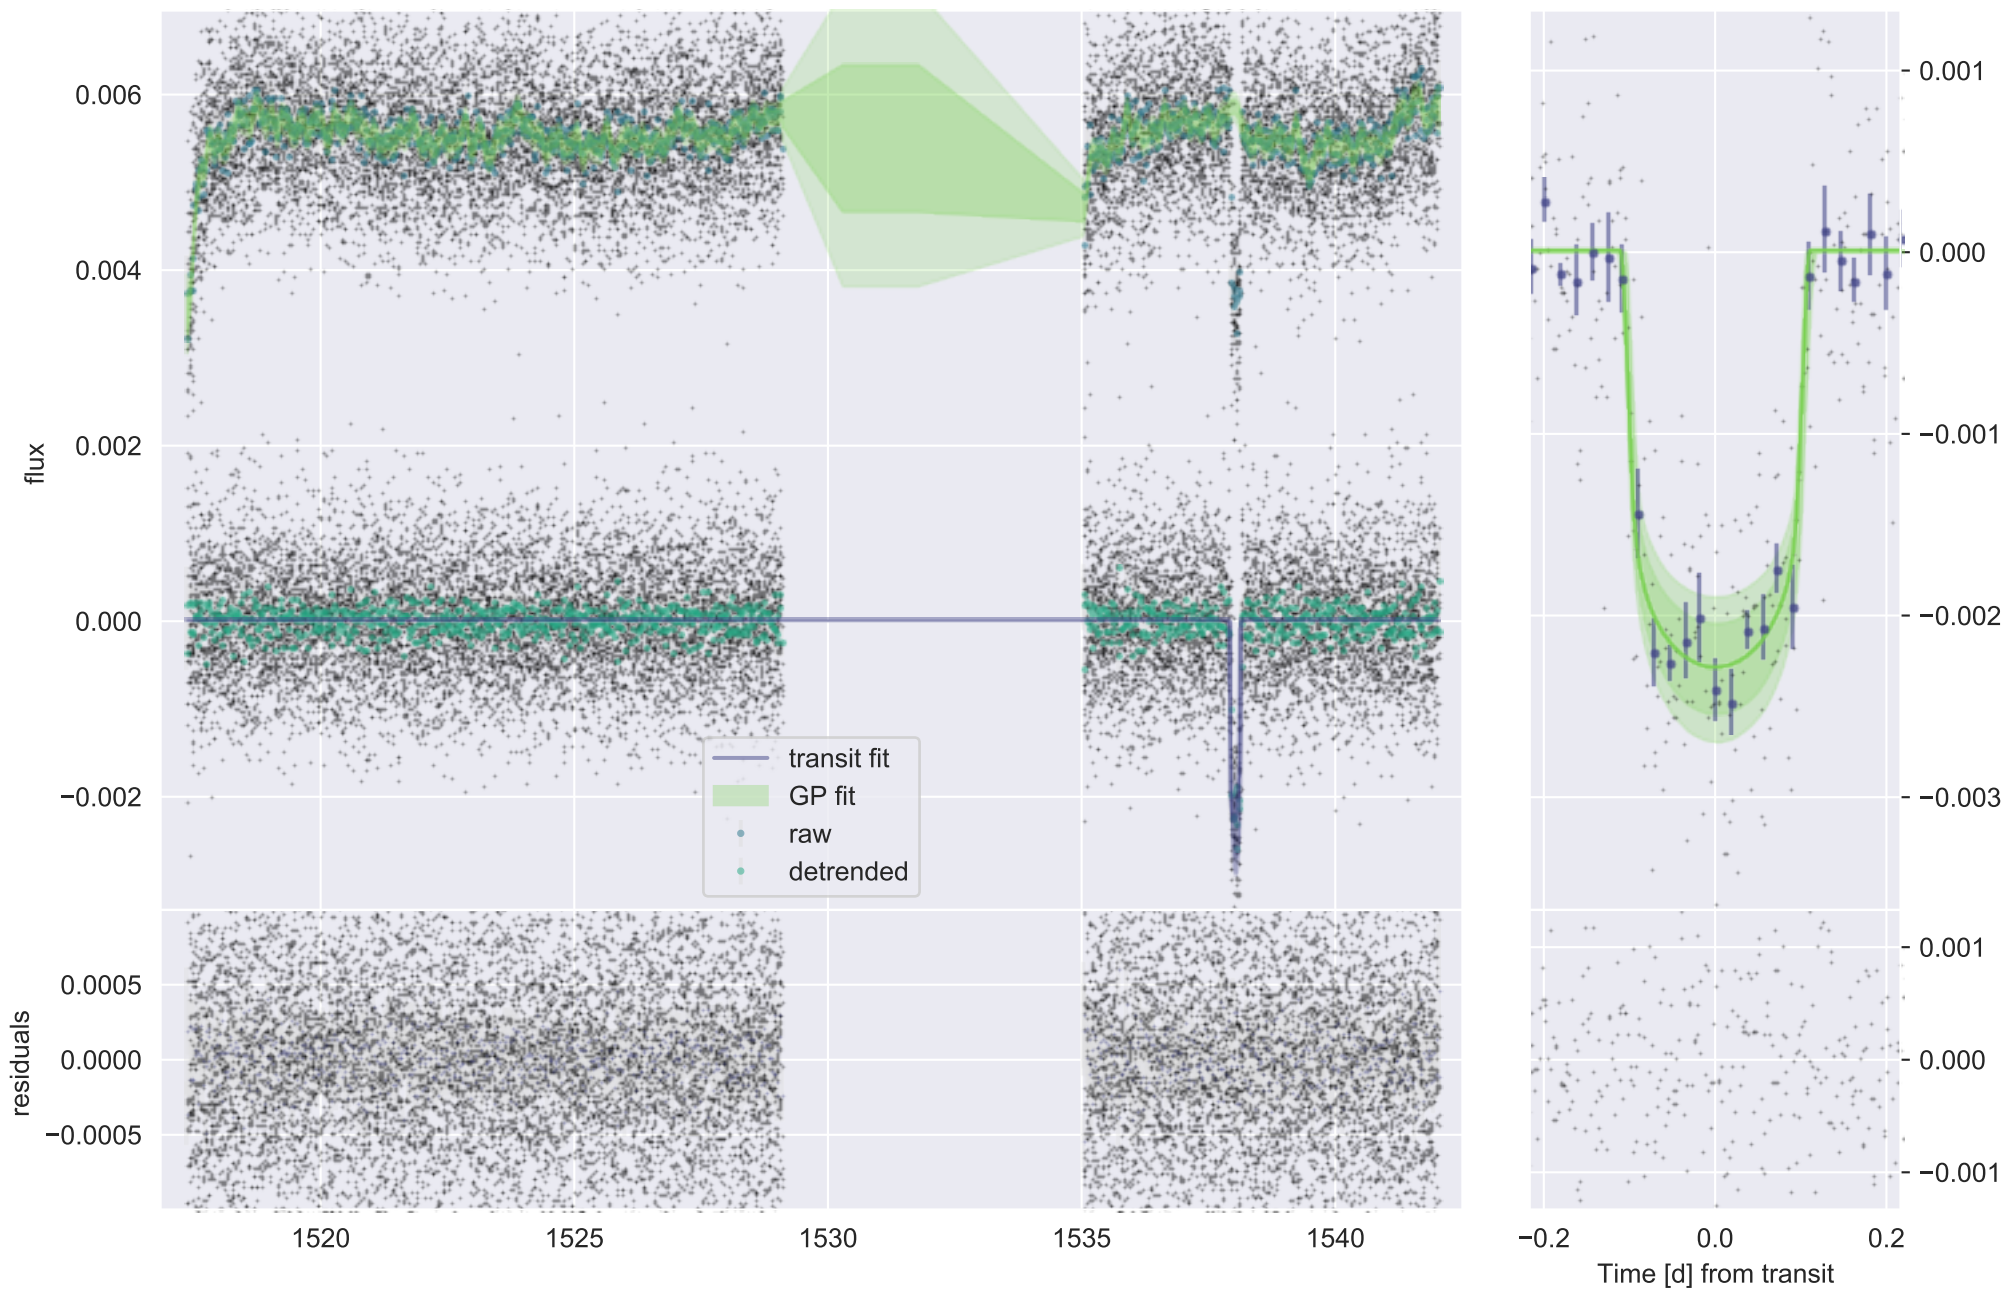 0.006
0.004
0.002
0.000
−0.002
flux
transit fit
GP fit
raw
detrended
0.001
0.000
−0.001
−0.002
−0.003
0.0005
0.0000
−0.0005
residuals
0.001
0.000
−0.001
1520 1525 1530 1535 1540
−0.2 0.0 0.2
Time [d] from transit